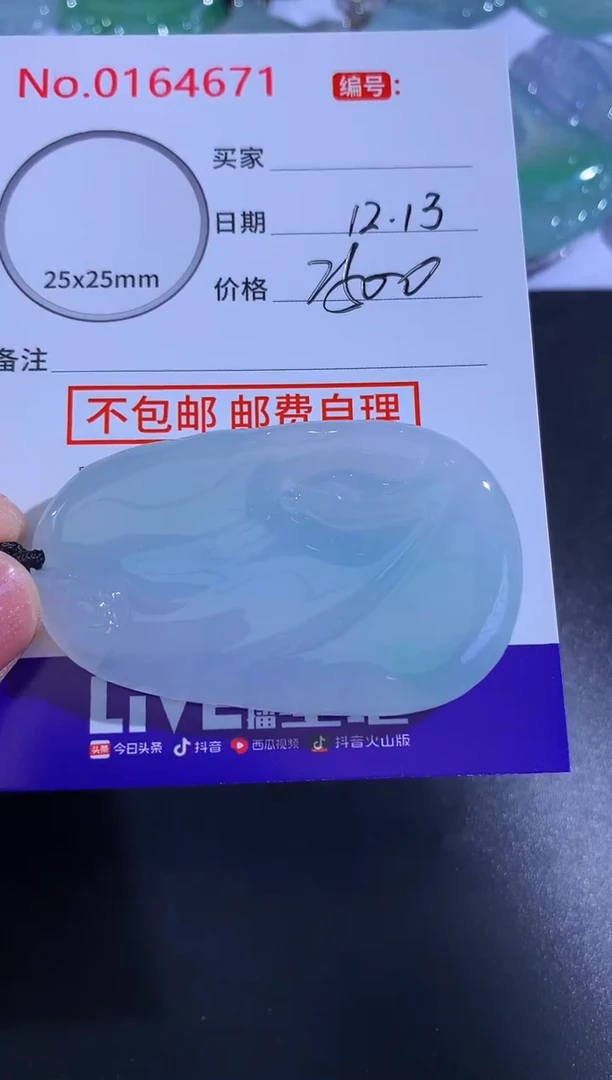 No.0164671 编号:
买家
日期 12.13
25x25mm
价格
备注
不包邮 邮费自理
LIVE
今日头条 抖音 西瓜视频 抖音火山版